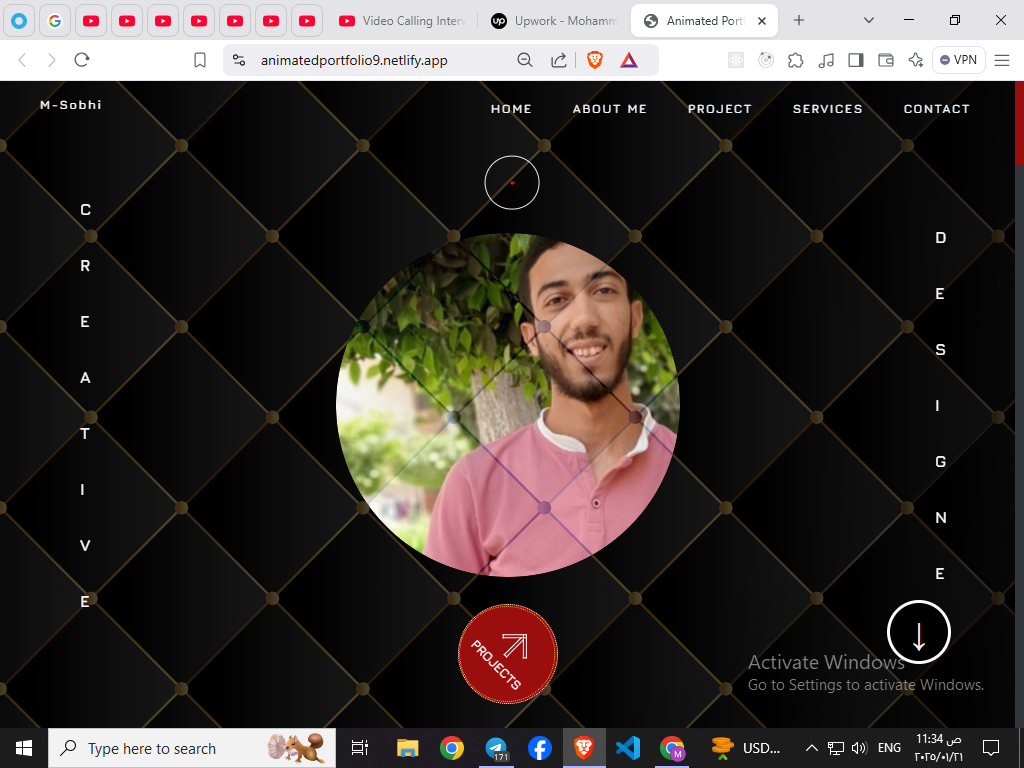 Video Calling Interv
Upwork - Mohamm
Animated Port
animatedportfolio9.netlify.app
VPN
M-Sobhi
HOME
ABOUT ME
PROJECT
SERVICES
CONTACT
C
R
E
A
T
I
V
E
D
E
S
I
G
N
E
PROJECTS
Activate Windows
Go to Settings to activate Windows.
Type here to search
171
M
USD...
ENG
11:34 ص
٢٠٢٥/٠١/٢١